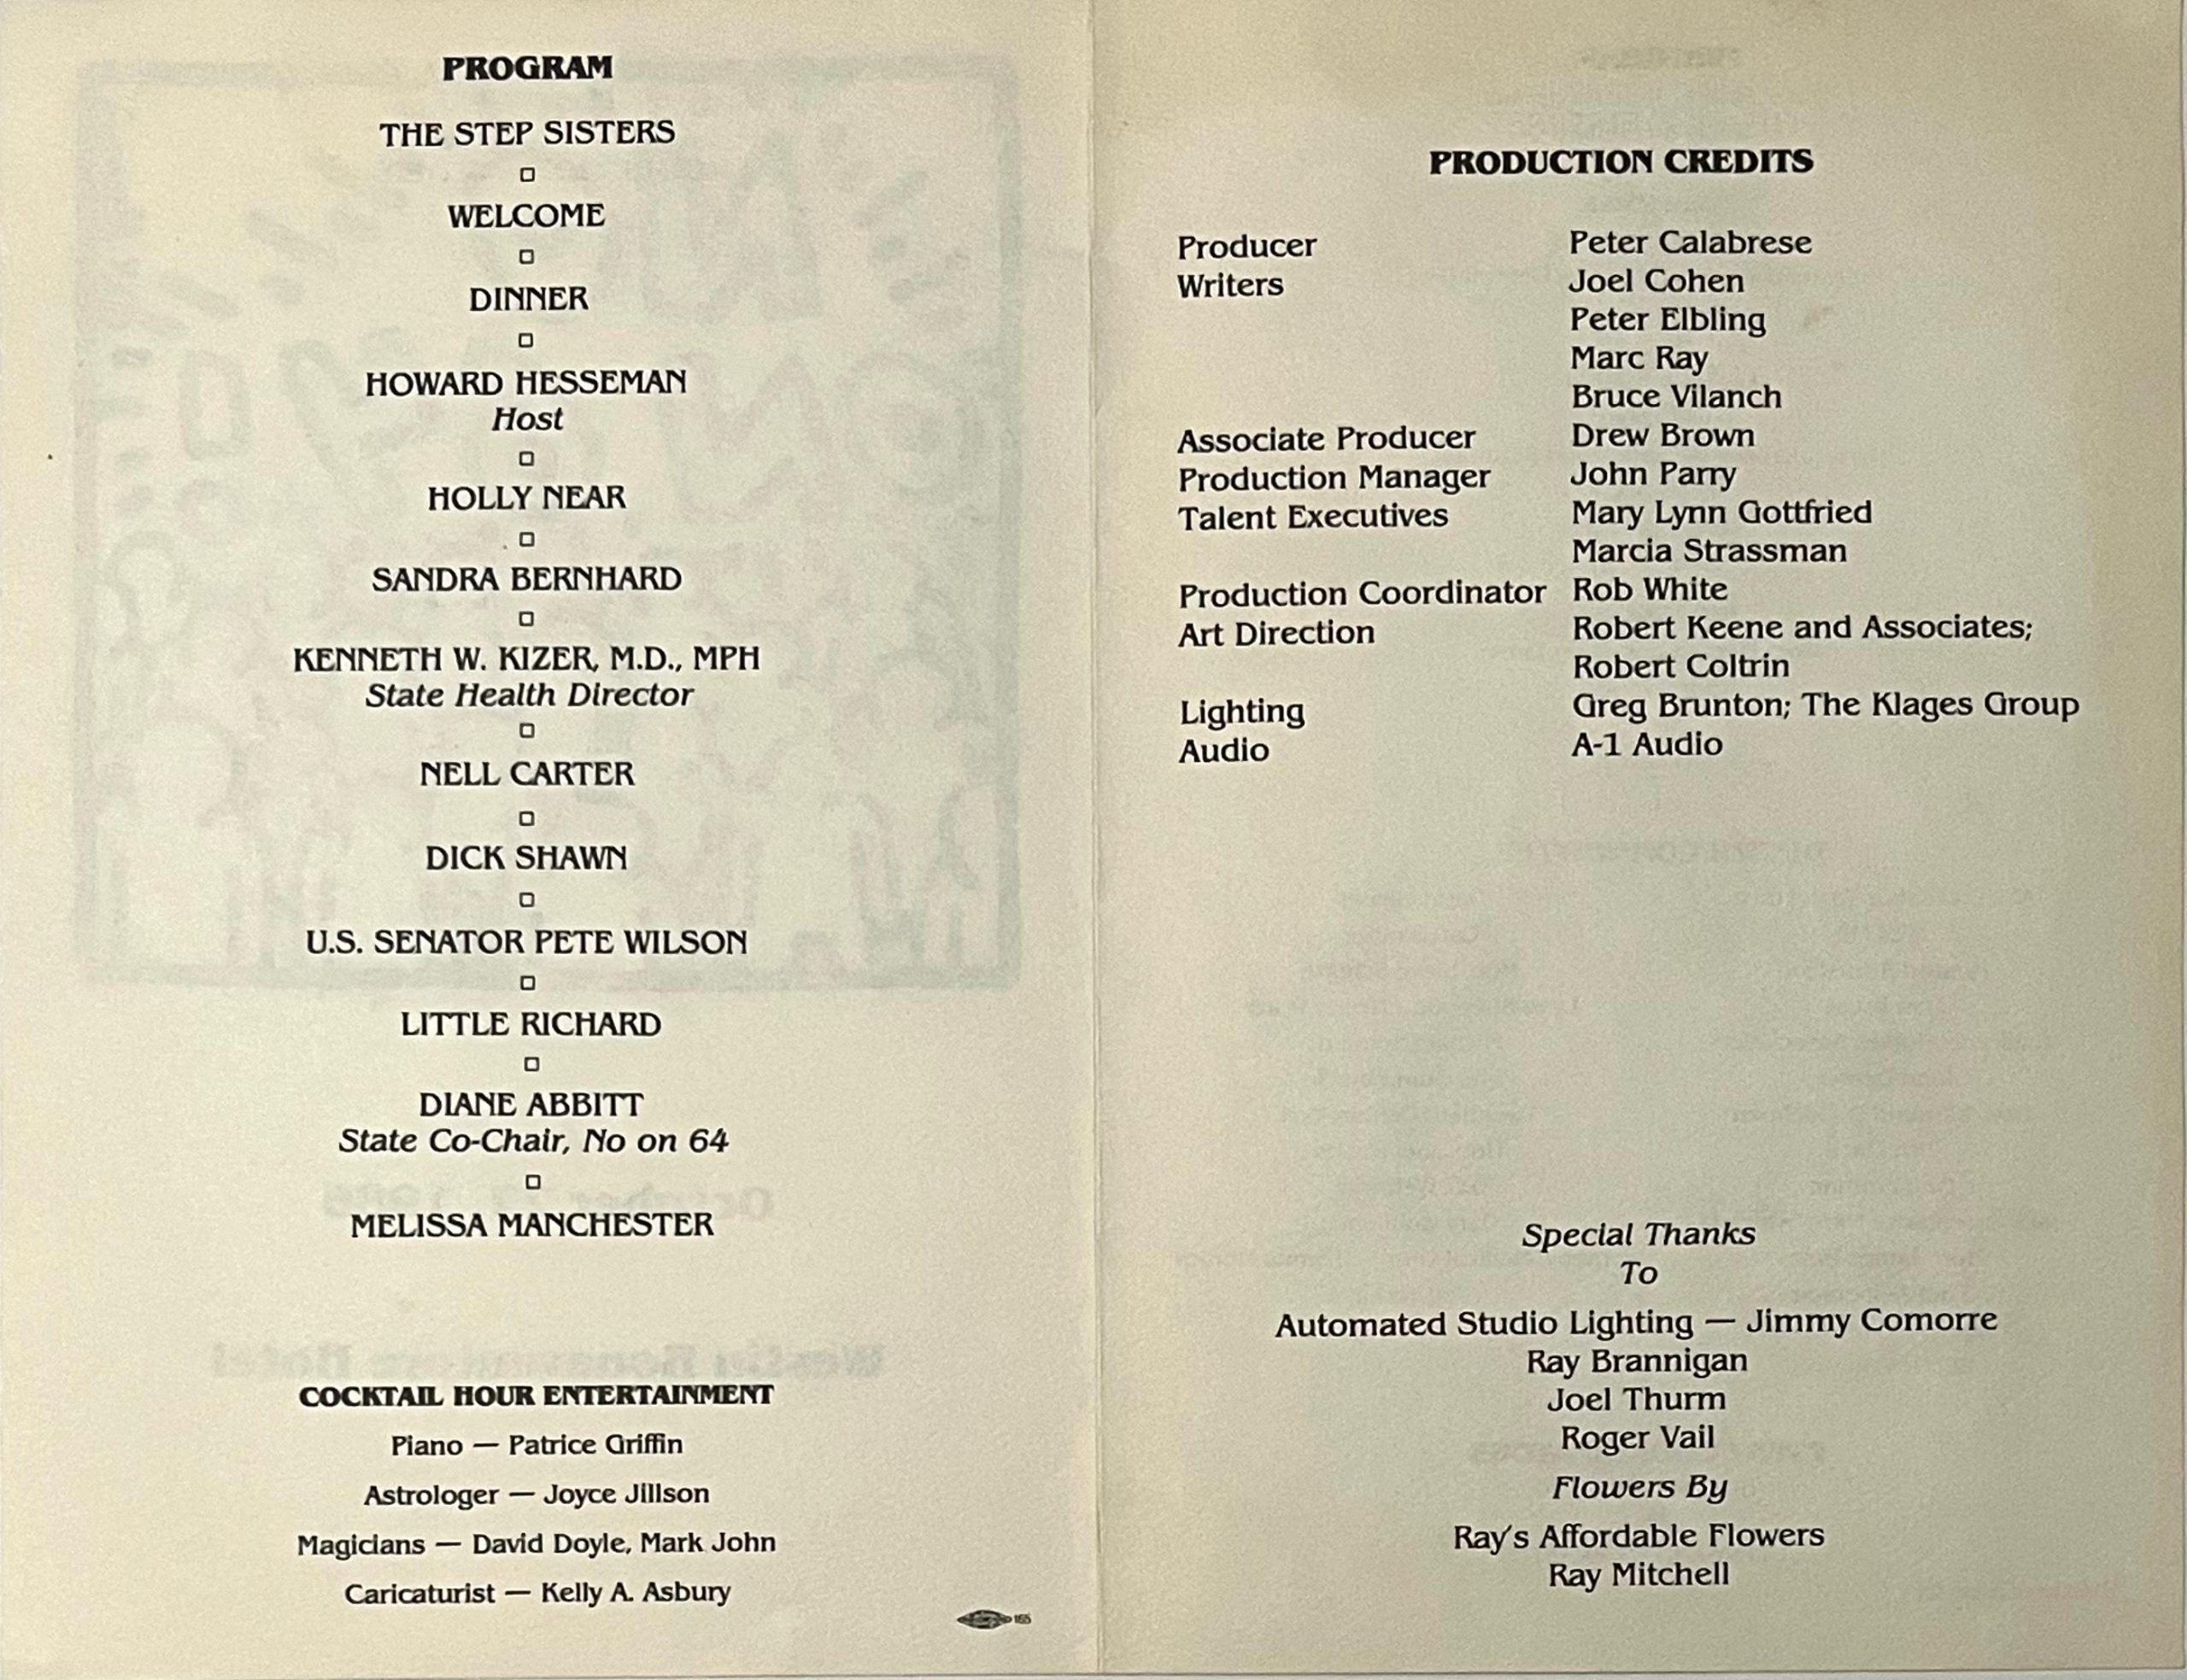 PROGRAM
THE STEP SISTERS
WELCOME
DINNER
HOWARD HESSEMAN
Host
HOLLY NEAR
SANDRA BERNHARD
KENNETH W. KIZER, M.D., MPH
State Health Director
NELL CARTER
DICK SHAWN
U.S. SENATOR PETE WILSON
LITTLE RICHARD
DIANE ABBITT
State Co-Chair, No on 64
MELISSA MANCHESTER
COCKTAIL HOUR ENTERTAINMENT
Piano — Patrice Griffin
Astrologer — Joyce Jillson
Magicians — David Doyle, Mark John
Caricaturist — Kelly A. Asbury
PRODUCTION CREDITS
Producer Peter Calabrese
Writers Joel Cohen
Peter Elbling
Marc Ray
Bruce Vilanch
Associate Producer Drew Brown
Production Manager John Parry
Talent Executives Mary Lynn Gottfried
Marcia Strassman
Production Coordinator Rob White
Art Direction Robert Keene and Associates;
Robert Coltrin
Lighting Greg Brunton; The Klages Group
Audio A-1 Audio
Special Thanks
To
Automated Studio Lighting — Jimmy Comorre
Ray Brannigan
Joel Thurm
Roger Vail
Flowers By
Ray's Affordable Flowers
Ray Mitchell